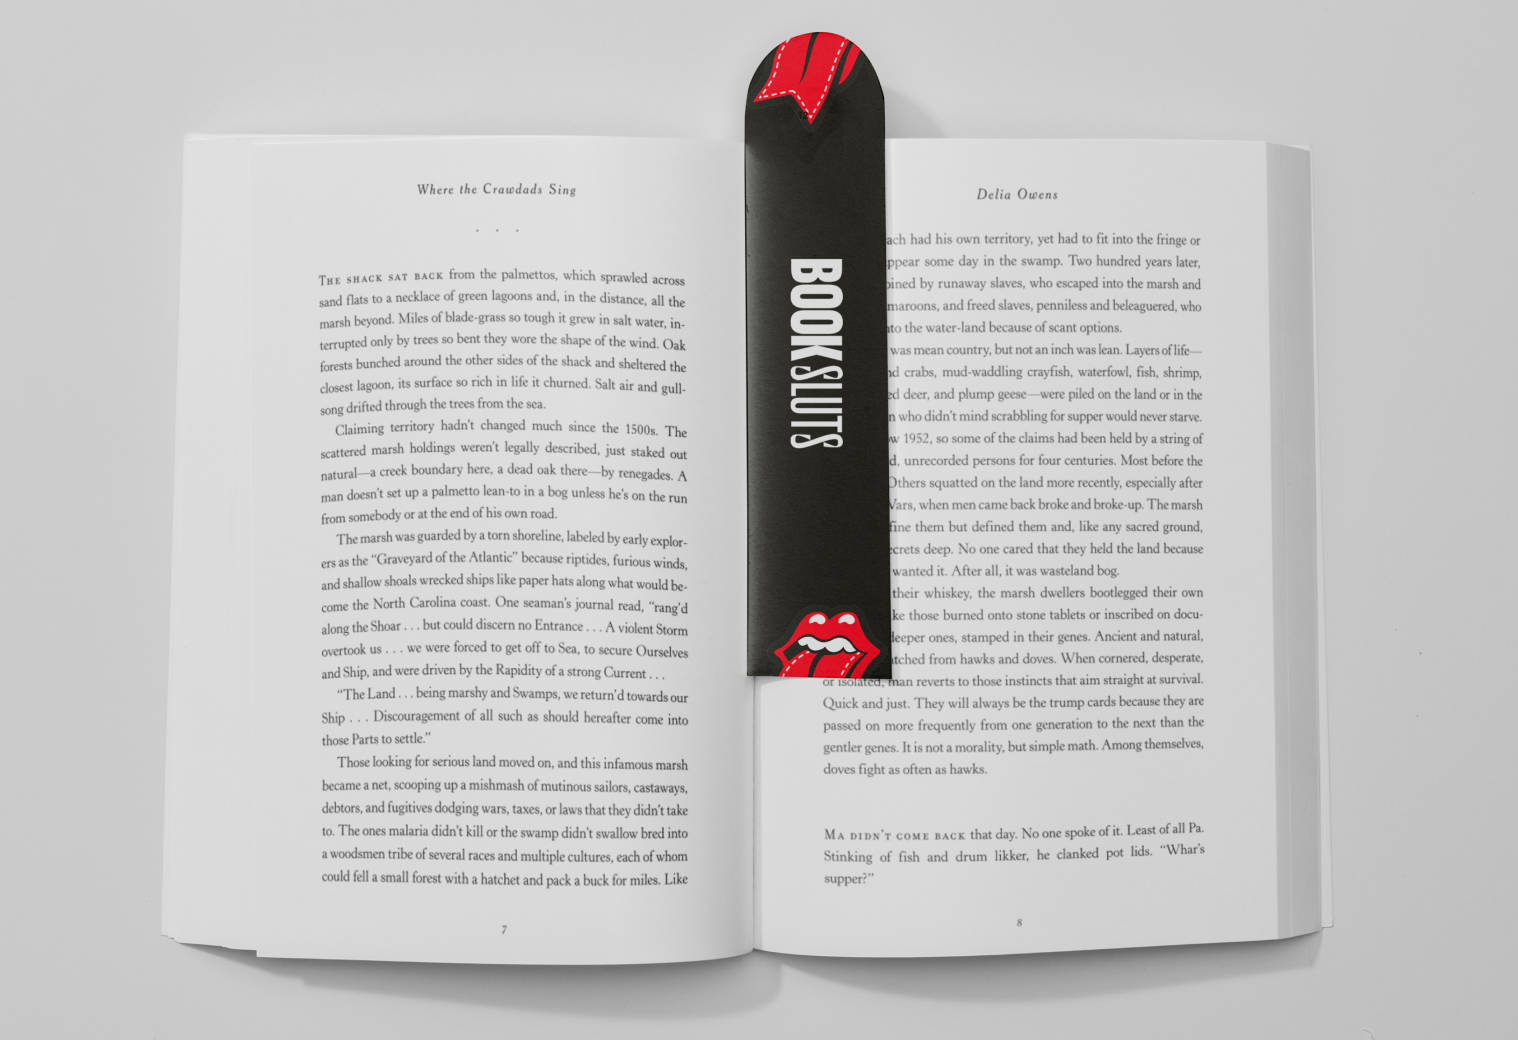 Where the Crawdads Sing
. . .
THE SHACK SAT BACK from the palmettos, which sprawled across
sand flats to a necklace of green lagoons and, in the distance, all the
marsh beyond. Miles of blade-grass so tough it grew in salt water, in-
terrupted only by trees so bent they wore the shape of the wind. Oak
forests bunched around the other sides of the shack and sheltered the
closest lagoon, its surface so rich in life it churned. Salt air and gull-
song drifted through the trees from the sea.
Claiming territory hadn't changed much since the 1500s. The
scattered marsh holdings weren't legally described, just staked out
natural—a creek boundary here, a dead oak there—by renegades. A
man doesn't set up a palmetto lean-to in a bog unless he's on the run
from somebody or at the end of his own road.
The marsh was guarded by a torn shoreline, labeled by early explor-
ers as the “Graveyard of the Atlantic” because riptides, furious winds,
and shallow shoals wrecked ships like paper hats along what would be-
come the North Carolina coast. One seaman's journal read, “rang'd
along the Shoar . . . but could discern no Entrance . . . A violent Storm
overtook us . . . we were forced to get off to Sea, to secure Ourselves
and Ship, and were driven by the Rapidity of a strong Current . . .
“The Land . . . being marshy and Swamps, we return'd towards our
Ship . . . Discouragement of all such as should hereafter come into
those Parts to settle.”
Those looking for serious land moved on, and this infamous marsh
became a net, scooping up a mishmash of mutinous sailors, castaways,
debtors, and fugitives dodging wars, taxes, or laws that they didn't take
to. The ones malaria didn't kill or the swamp didn't swallow bred into
a woodsmen tribe of several races and multiple cultures, each of whom
could fell a small forest with a hatchet and pack a buck for miles. Like
7
BOOK SLUTS
Delia Owens
ach had his own territory, yet had to fit into the fringe or
ppear some day in the swamp. Two hundred years later,
oined by runaway slaves, who escaped into the marsh and
maroons, and freed slaves, penniless and beleaguered, who
to the water-land because of scant options.
was mean country, but not an inch was lean. Layers of life—
nd crabs, mud-waddling crayfish, waterfowl, fish, shrimp,
ed deer, and plump geese—were piled on the land or in the
n who didn't mind scrabbling for supper would never starve.
w 1952, so some of the claims had been held by a string of
d, unrecorded persons for four centuries. Most before the
Others squatted on the land more recently, especially after
Wars, when men came back broke and broke-up. The marsh
fine them but defined them and, like any sacred ground,
ecrets deep. No one cared that they held the land because
wanted it. After all, it was wasteland bog.
their whiskey, the marsh dwellers bootlegged their own
ke those burned onto stone tablets or inscribed on docu-
deeper ones, stamped in their genes. Ancient and natural,
tched from hawks and doves. When cornered, desperate,
or isolated, man reverts to those instincts that aim straight at survival.
Quick and just. They will always be the trump cards because they are
passed on more frequently from one generation to the next than the
gentler genes. It is not a morality, but simple math. Among themselves,
doves fight as often as hawks.
MA DIDN'T COME BACK that day. No one spoke of it. Least of all Pa.
Stinking of fish and drum likker, he clanked pot lids. “Whar's
supper?”
8